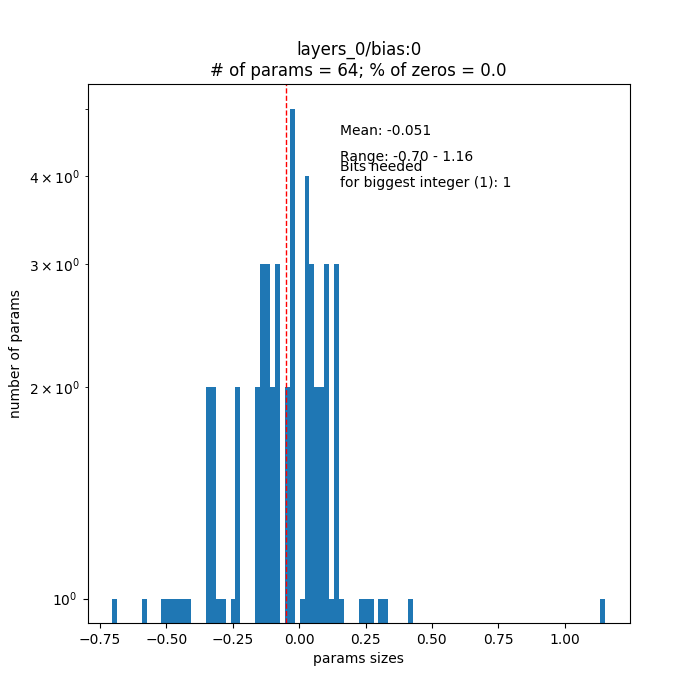 layers_0/bias:0
# of params = 64; % of zeros = 0.0
Mean: -0.051
Range: -0.70 - 1.16
Bits needed
for biggest integer (1): 1
number of params
4 × 10⁰
3 × 10⁰
2 × 10⁰
10⁰
−0.75 −0.50 −0.25 0.00 0.25 0.50 0.75 1.00
params sizes